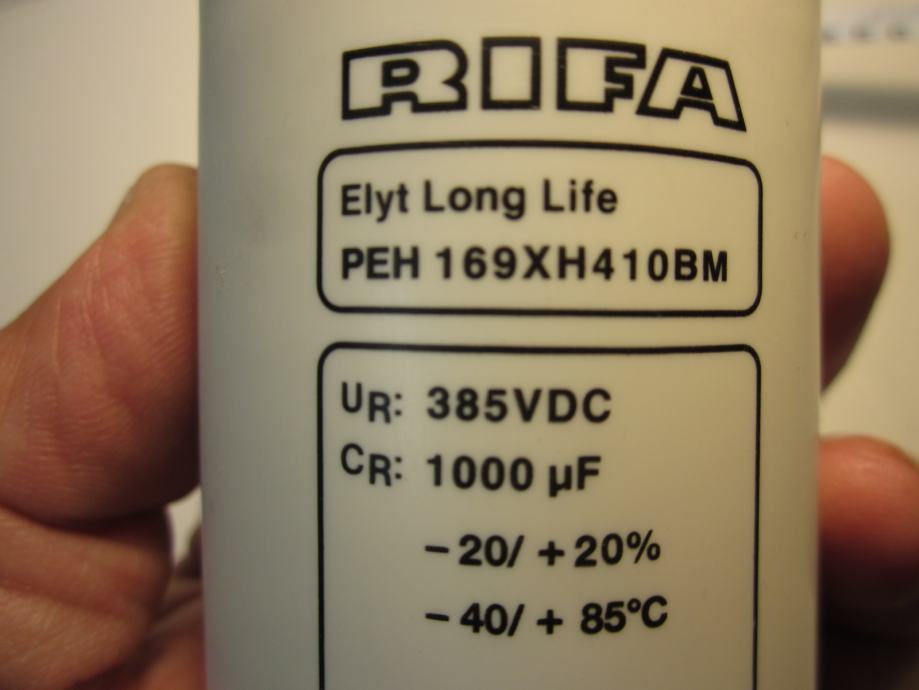 RIFA
Elyt Long Life
PEH 169XH410BM
UR: 385VDC
CR: 1000 µF
– 20/ + 20%
– 40/ + 85°C